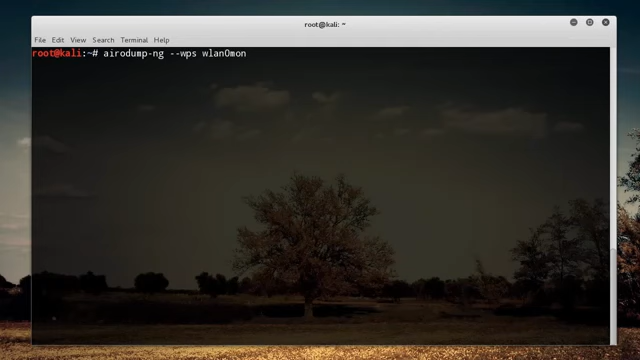 root@kali: ~
File Edit View Search Terminal Help
root@kali:~# airodump-ng --wps wlan0mon